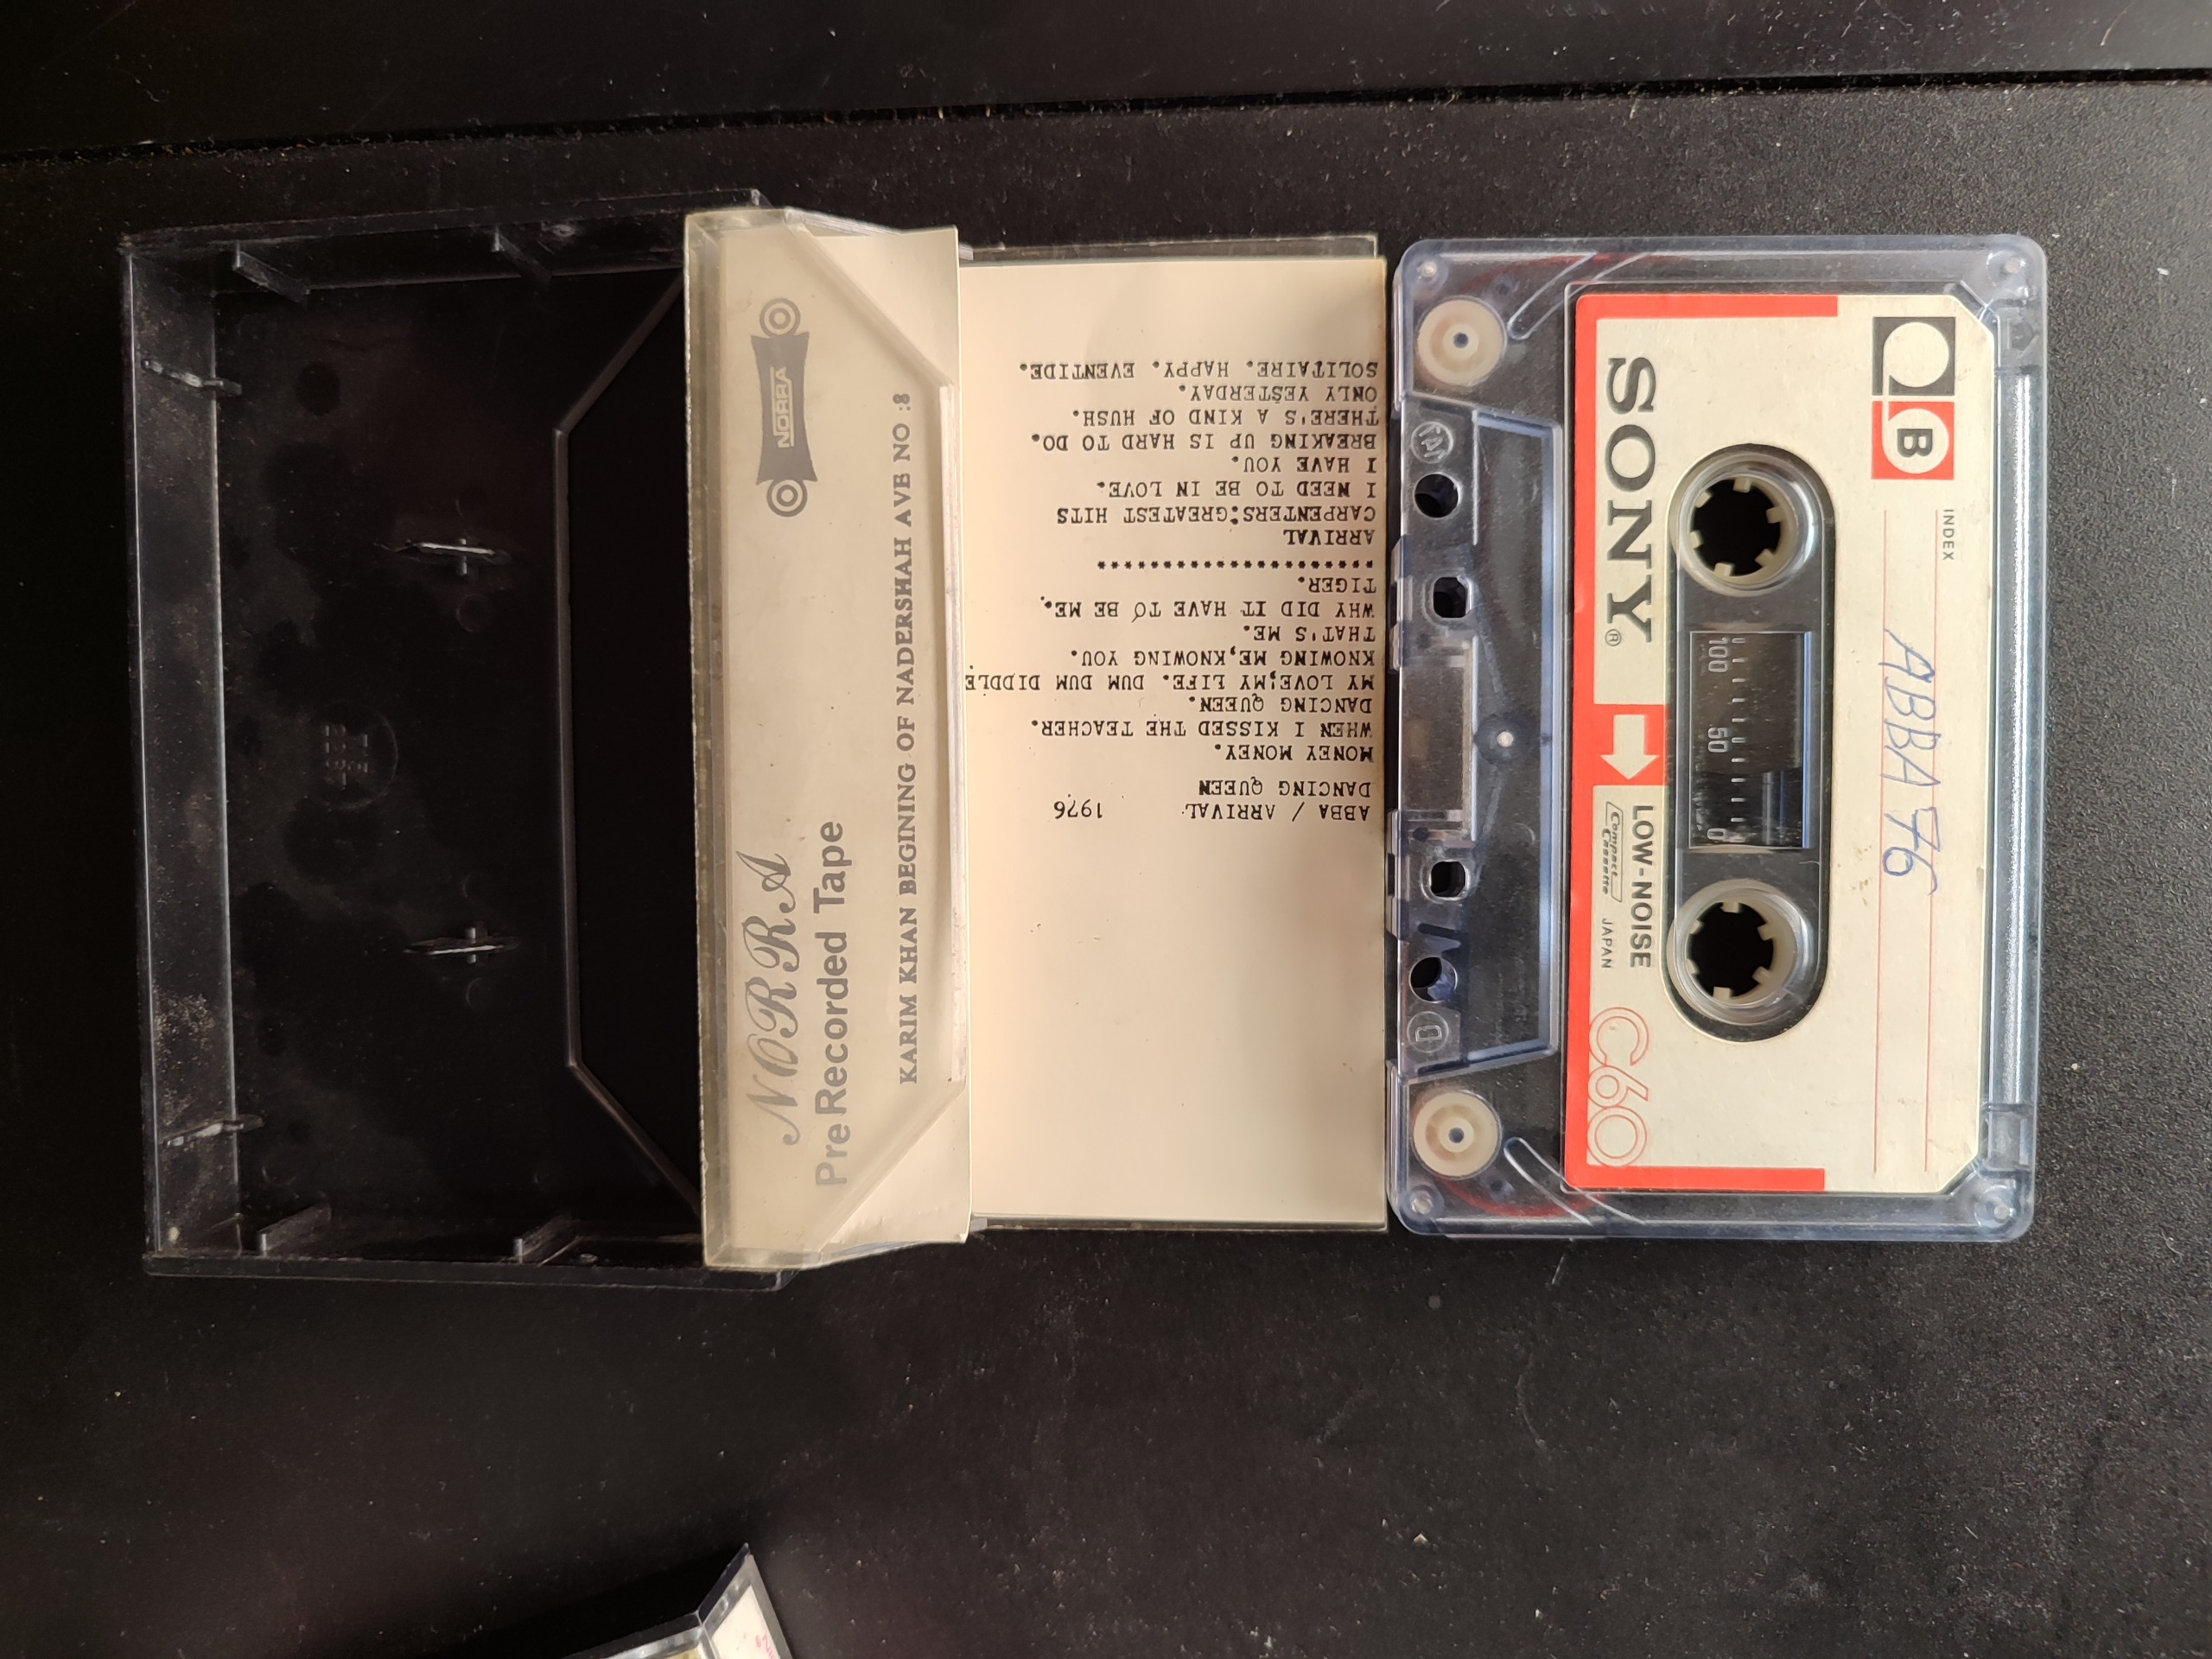 NORRA
NORRA
Pre Recorded Tape
KARIM KHAN BEGINING OF NADERSHAH AVB NO :8
ABBA / ARRIVAL 1976
DANCING QUEEN
MONEY MONEY.
WHEN I KISSED THE TEACHER.
DANCING QUEEN.
MY LOVE;MY LIFE. DUM DUM DIDDLE
KNOWING ME,KNOWING YOU.
THAT'S ME.
WHY DID IT HAVE TO BE ME.
TIGER.
*********************
ARRIVAL
CARPENTERS:GREATEST HITS
I NEED TO BE IN LOVE.
I HAVE YOU.
BREAKING UP IS HARD TO DO.
THERE'S A KIND OF HUSH.
ONLY YESTERDAY.
SOLITAIRE. HAPPY. EVENTIDE.
B
INDEX
ABBA 76
100 50 0
SONY®
LOW-NOISE
Compact Cassette
JAPAN
C60